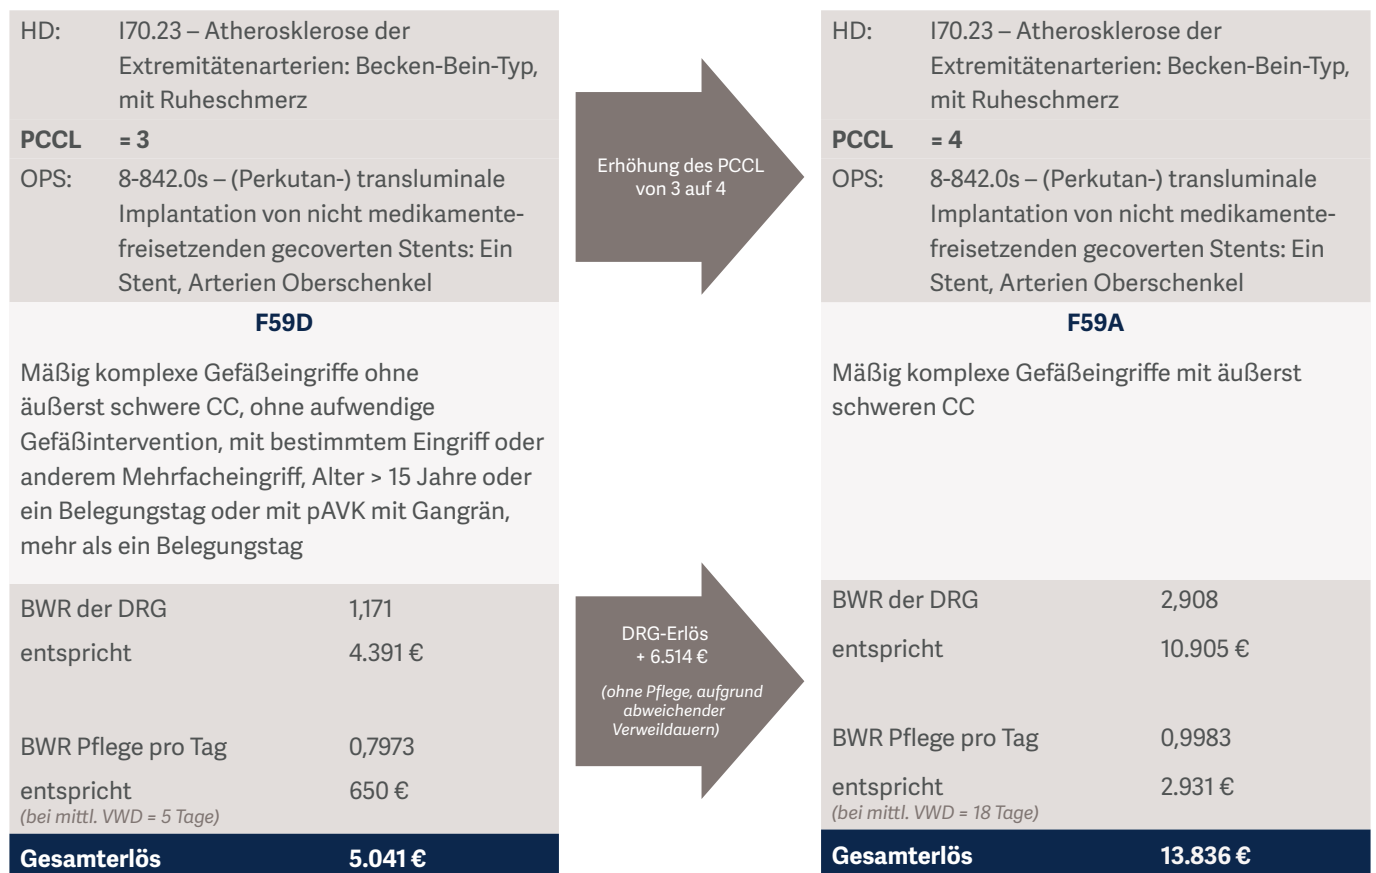 HD: I70.23 – Atherosklerose der
Extremitätenarterien: Becken-Bein-Typ,
mit Ruheschmerz
PCCL = 3
OPS: 8-842.0s – (Perkutan-) transluminale
Implantation von nicht medikamente-
freisetzenden gecoverten Stents: Ein
Stent, Arterien Oberschenkel
F59D
Mäßig komplexe Gefäßeingriffe ohne
äußerst schwere CC, ohne aufwendige
Gefäßintervention, mit bestimmtem Eingriff oder
anderem Mehrfacheingriff, Alter > 15 Jahre oder
ein Belegungstag oder mit pAVK mit Gangrän,
mehr als ein Belegungstag
BWR der DRG 1,171
entspricht 4.391 €
BWR Pflege pro Tag 0,7973
entspricht 650 €
(bei mittl. VWD = 5 Tage)
Gesamterlös 5.041 €
Erhöhung des PCCL
von 3 auf 4
DRG-Erlös
+ 6.514 €
(ohne Pflege, aufgrund
abweichender
Verweildauern)
HD: I70.23 – Atherosklerose der
Extremitätenarterien: Becken-Bein-Typ,
mit Ruheschmerz
PCCL = 4
OPS: 8-842.0s – (Perkutan-) transluminale
Implantation von nicht medikamente-
freisetzenden gecoverten Stents: Ein
Stent, Arterien Oberschenkel
F59A
Mäßig komplexe Gefäßeingriffe mit äußerst
schweren CC
BWR der DRG 2,908
entspricht 10.905 €
BWR Pflege pro Tag 0,9983
entspricht 2.931 €
(bei mittl. VWD = 18 Tage)
Gesamterlös 13.836 €